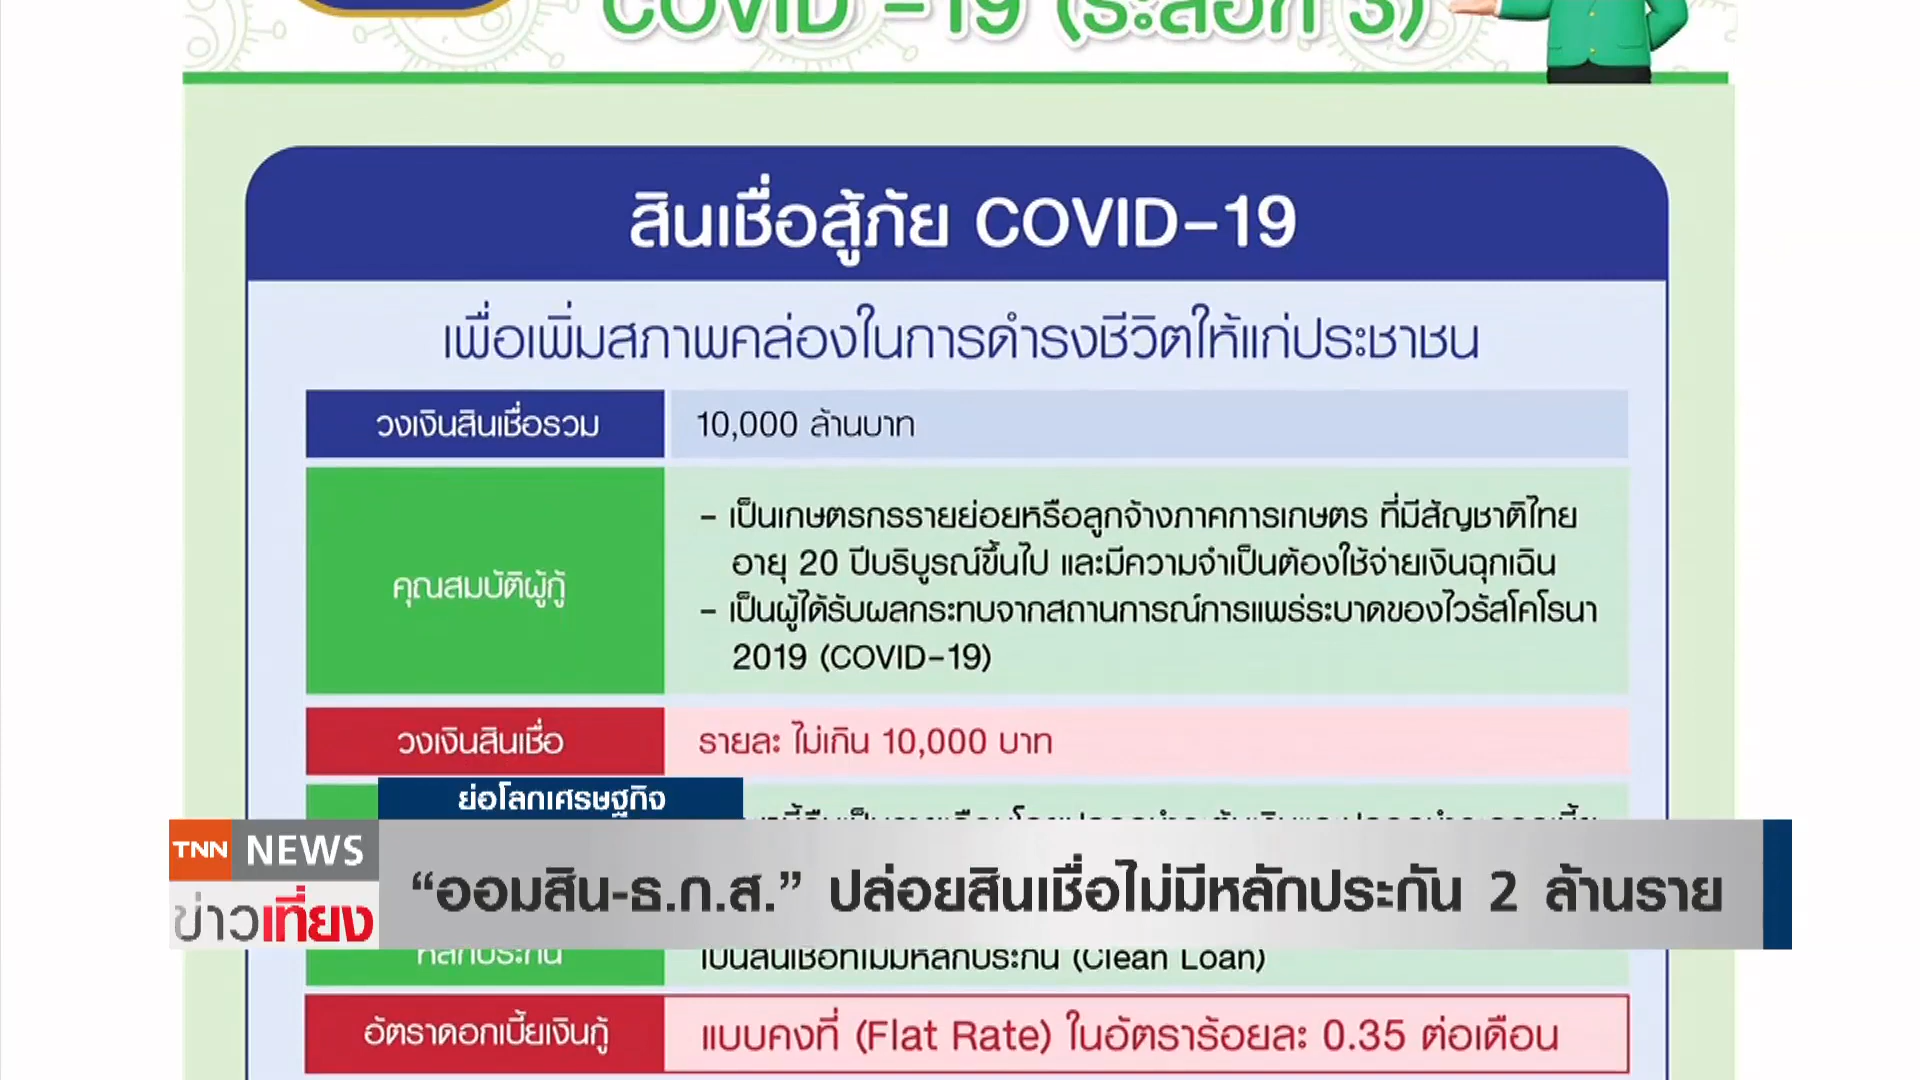 COVID -19 (ระลอก 3)
สินเชื่อสู้ภัย COVID-19
เพื่อเพิ่มสภาพคล่องในการดำรงชีวิตให้แก่ประชาชน
วงเงินสินเชื่อรวม 10,000 ล้านบาท
คุณสมบัติผู้กู้
- เป็นเกษตรกรรายย่อยหรือลูกจ้างภาคการเกษตร ที่มีสัญชาติไทย
อายุ 20 ปีบริบูรณ์ขึ้นไป และมีความจำเป็นต้องใช้จ่ายเงินฉุกเฉิน
- เป็นผู้ได้รับผลกระทบจากสถานการณ์การแพร่ระบาดของไวรัสโคโรนา
2019 (COVID-19)
วงเงินสินเชื่อ รายละ ไม่เกิน 10,000 บาท
ย่อโลกเศรษฐกิจ
TNN NEWS
ข่าวเที่ยง
“ออมสิน-ธ.ก.ส.” ปล่อยสินเชื่อไม่มีหลักประกัน 2 ล้านราย
หลักประกัน เป็นสินเชื่อที่ไม่มีหลักประกัน (Clean Loan)
อัตราดอกเบี้ยเงินกู้ แบบคงที่ (Flat Rate) ในอัตราร้อยละ 0.35 ต่อเดือน